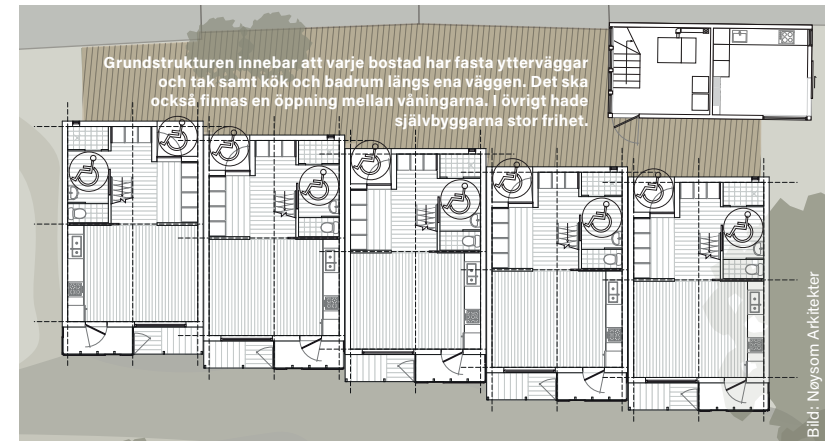 Grundstrukturen innebar att varje bostad har fasta ytterväggar
och tak samt kök och badrum längs ena väggen. Det ska
också finnas en öppning mellan våningarna. I övrigt hade
självbyggarna stor frihet.
Bild: Nøysom Arkitekter